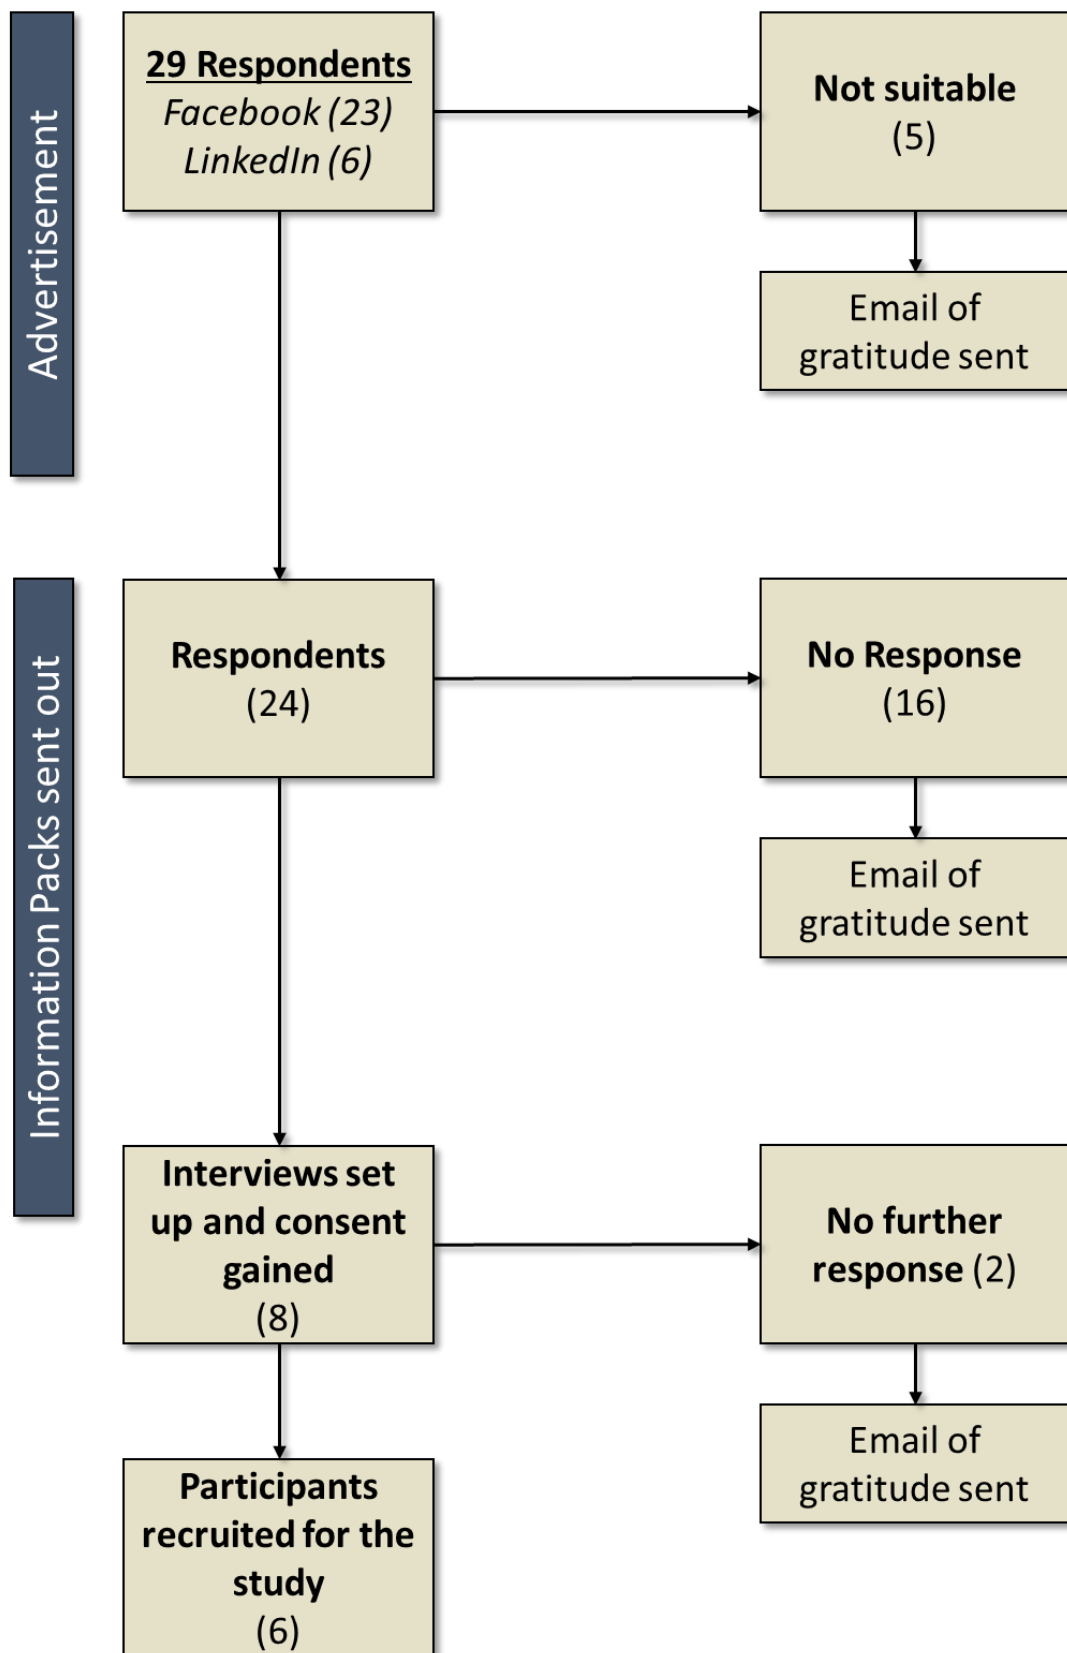 Advertisement
29 Respondents
Facebook (23)
LinkedIn (6)
Not suitable
(5)
Email of
gratitude sent
Information Packs sent out
Respondents
(24)
No Response
(16)
Email of
gratitude sent
Interviews set
up and consent
gained
(8)
No further
response (2)
Email of
gratitude sent
Participants
recruited for the
study
(6)